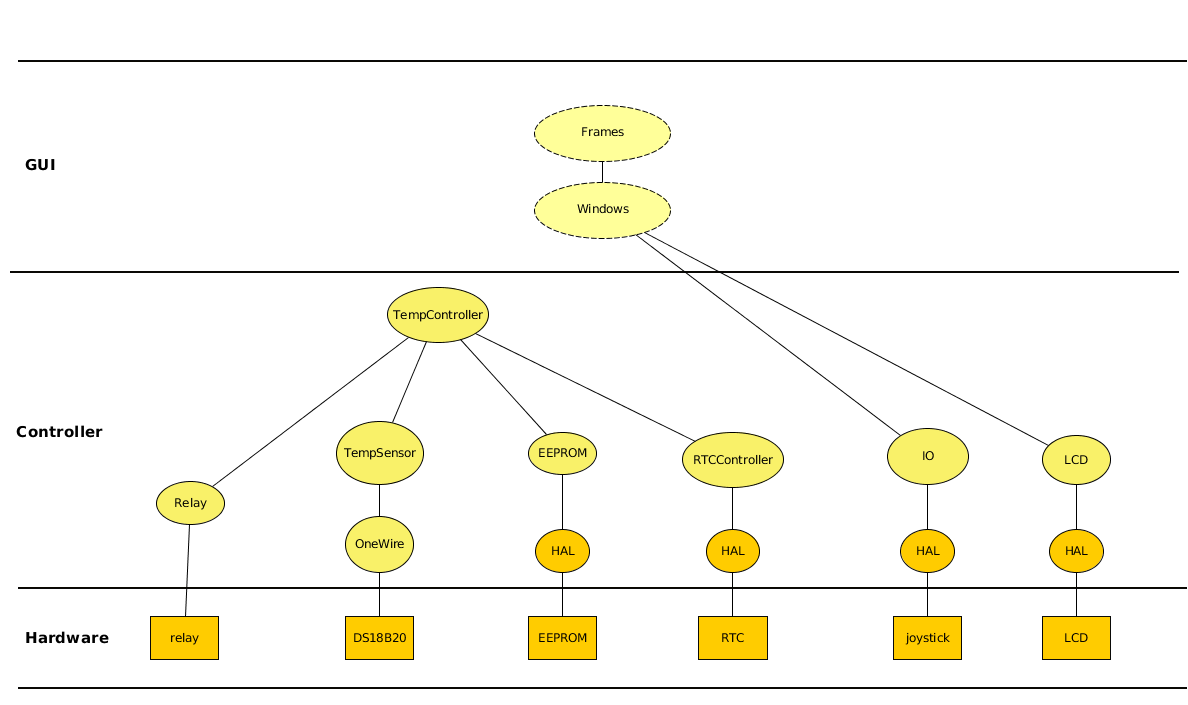 Frames
GUI
Windows
TempController
Controller
TempSensor
EEPROM
RTCController
IO
LCD
Relay
OneWire
HAL
HAL
HAL
HAL
Hardware
relay
DS18B20
EEPROM
RTC
joystick
LCD